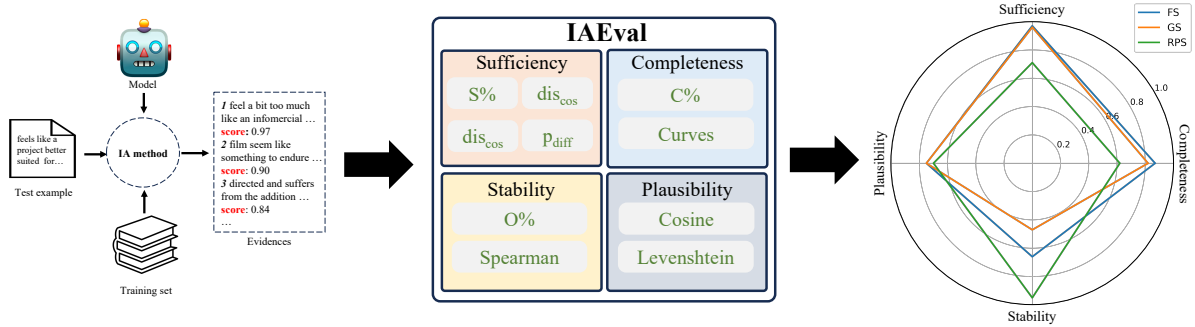 Model
feels like a
project better
suited for…
Test example
IA method
Training set
1 feel a bit too much
like an infomercial …
score: 0.97
2 film seem like
something to endure …
score: 0.90
3 directed and suffers
from the addition …
score: 0.84
…
Evidences
IAEval
Sufficiency
S%
dis_cos
dis_cos
p_diff
Completeness
C%
Curves
Stability
O%
Spearman
Plausibility
Cosine
Levenshtein
Sufficiency
FS
GS
RPS
1.0
0.8
0.4
0.2
Plausibility
Completeness
Stability